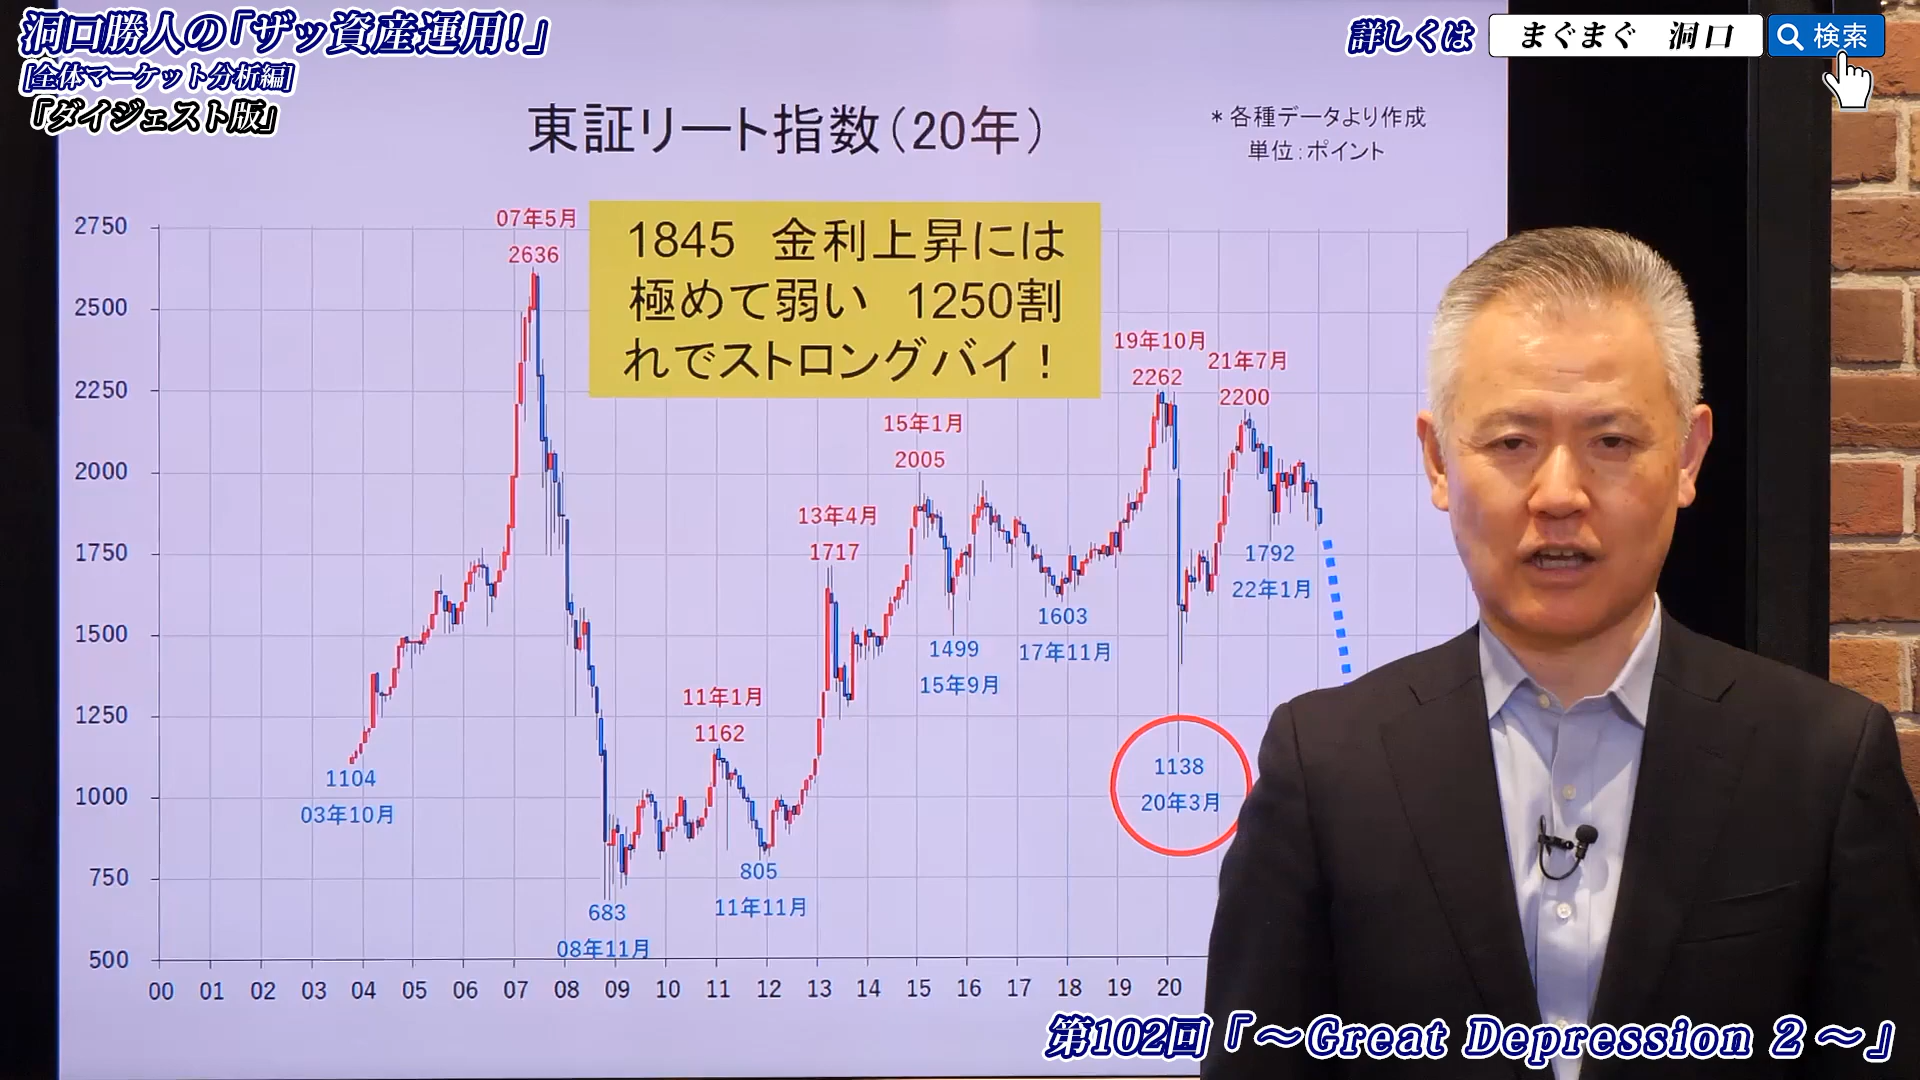 洞口勝人の「ザッ資産運用!」
[全体マーケット分析編]
「ダイジェスト版」
詳しくは
まぐまぐ 洞口
検索
東証リート指数(20年)
*各種データより作成
単位:ポイント
1845 金利上昇には
極めて弱い 1250割
れでストロングバイ!
2750
2500
2250
2000
1750
1500
1250
1000
750
500
07年5月
2636
19年10月
2262
21年7月
2200
15年1月
2005
13年4月
1717
1792
22年1月
1603
17年11月
1499
15年9月
11年1月
1162
1104
03年10月
1138
20年3月
805
11年11月
683
08年11月
00 01 02 03 04 05 06 07 08 09 10 11 12 13 14 15 16 17 18 19 20
第102回「~Great Depression 2~」